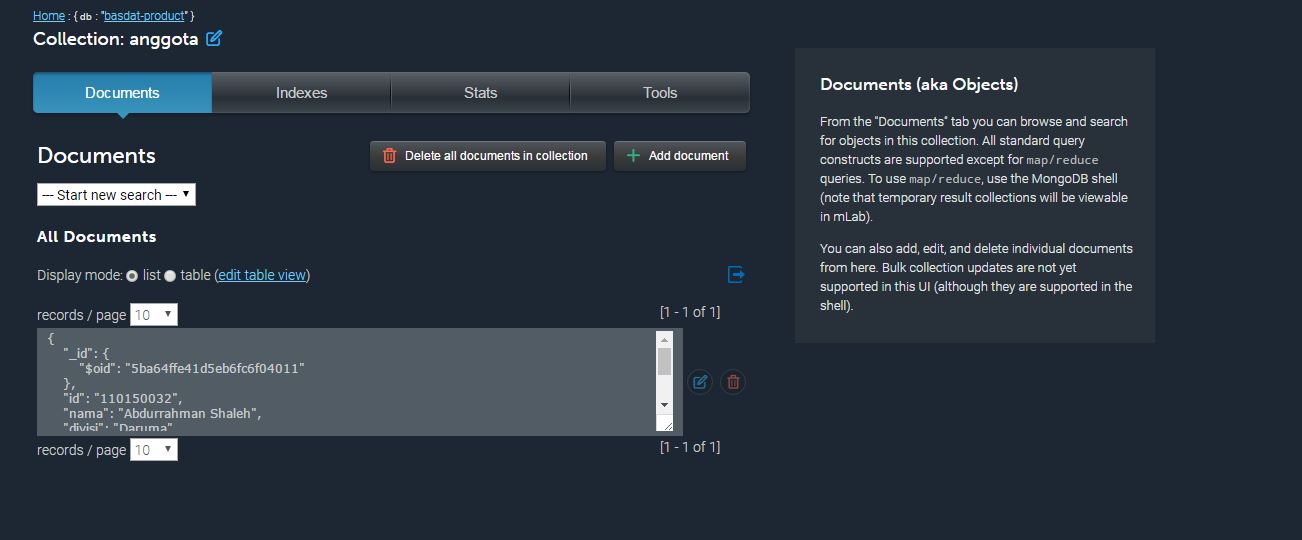 Home : { db : "basdat-product" }
Collection: anggota
Documents
Indexes
Stats
Tools
Documents
Delete all documents in collection
Add document
--- Start new search ---
All Documents
Display mode: list table (edit table view)
records / page 10
[1 - 1 of 1]
{
"_id": {
"$oid": "5ba64ffe41d5eb6fc6f04011"
},
"id": "110150032",
"nama": "Abdurrahman Shaleh",
"divisi": "Daruma"
records / page 10
[1 - 1 of 1]
Documents (aka Objects)
From the "Documents" tab you can browse and search
for objects in this collection. All standard query
constructs are supported except for map/reduce
queries. To use map/reduce, use the MongoDB shell
(note that temporary result collections will be viewable
in mLab).
You can also add, edit, and delete individual documents
from here. Bulk collection updates are not yet
supported in this UI (although they are supported in the
shell).